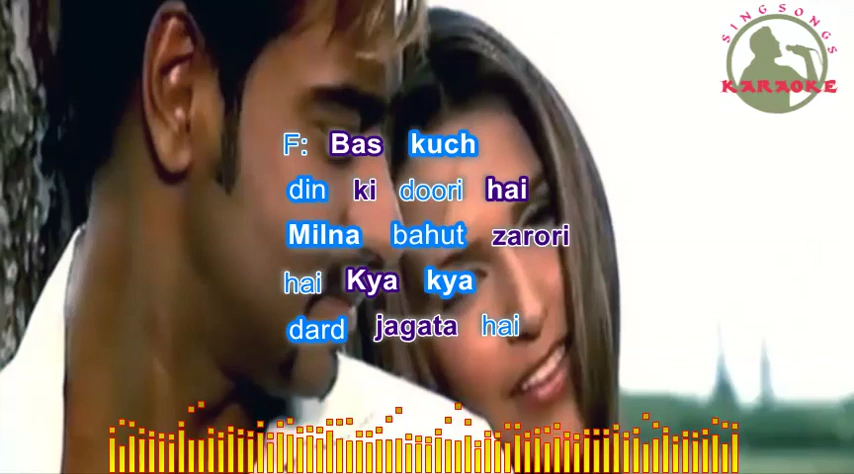 SING SONGS
KARAOKE
F: Bas kuch
din ki doori hai
Milna bahut zarori
hai Kya kya
dard jagata hai